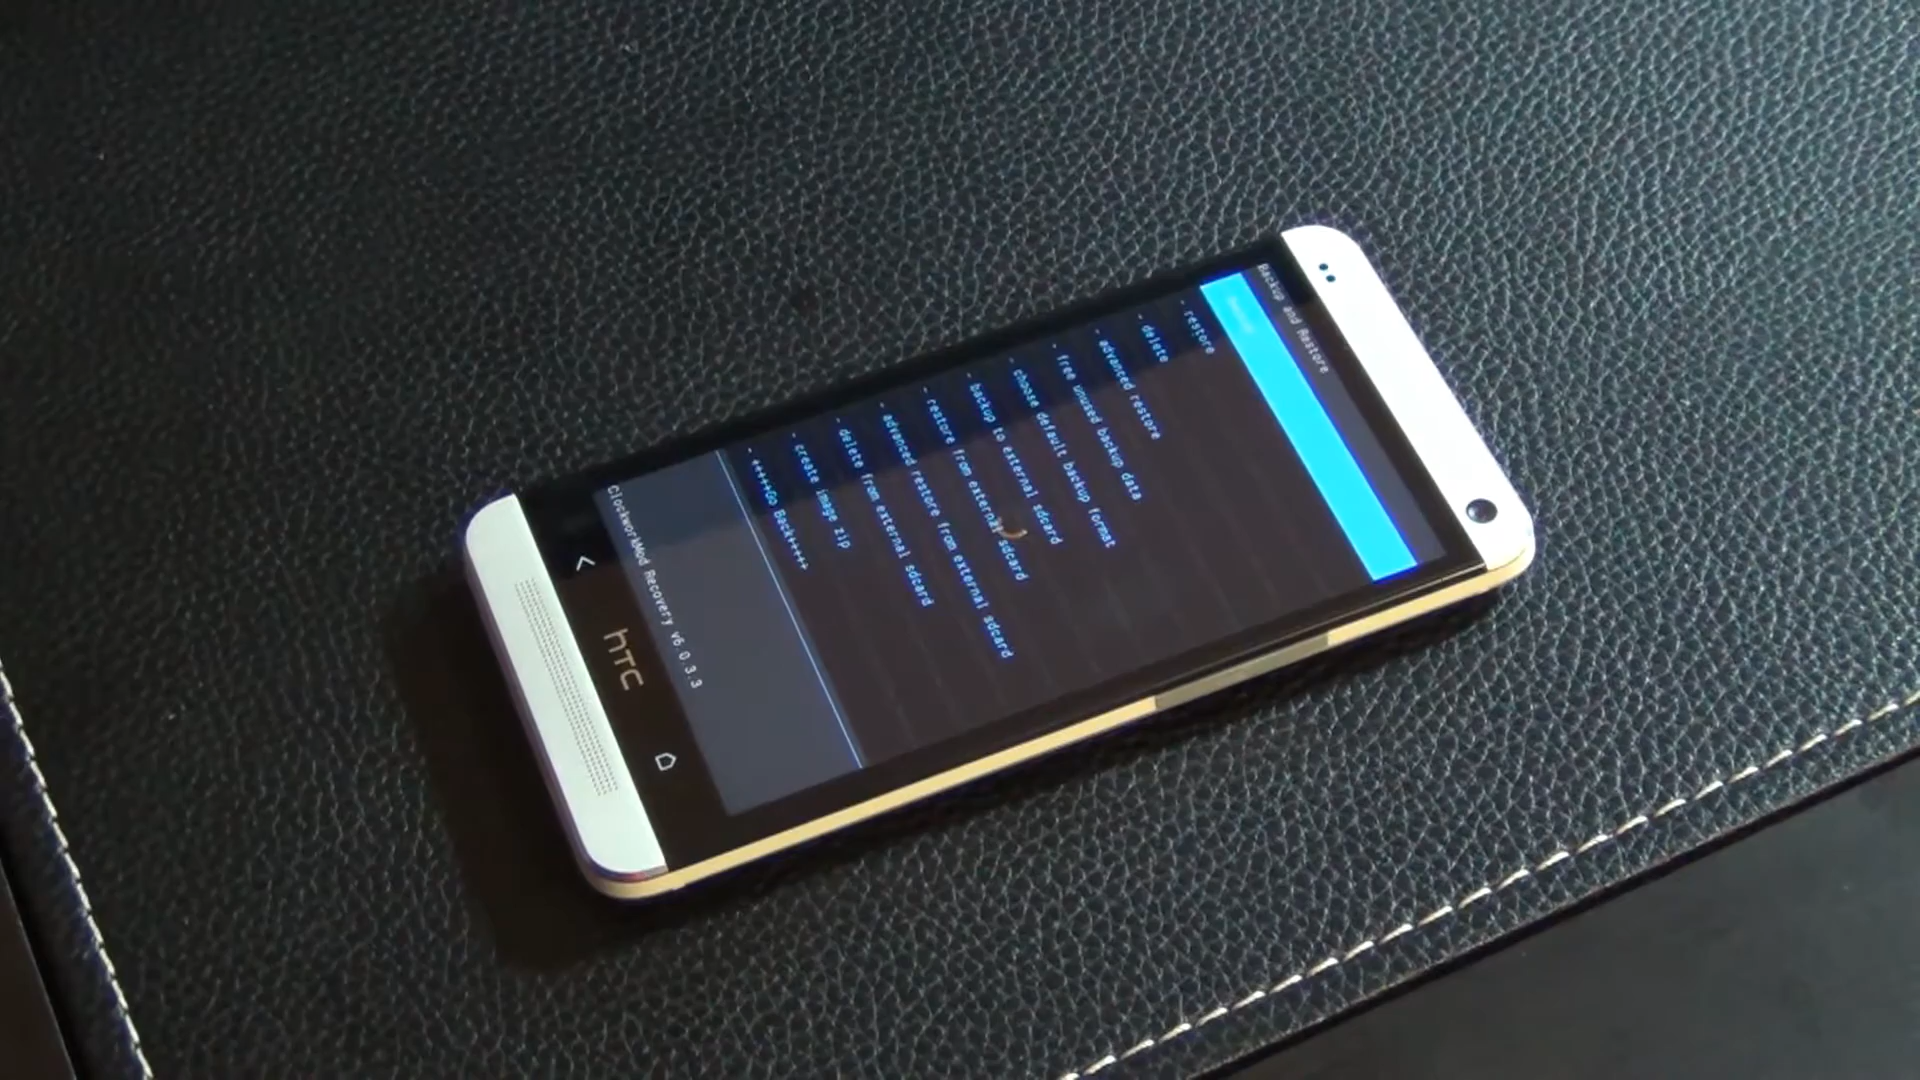 Backup and Restore
- restore
- delete
- advanced restore
- free unused backup data
- choose default backup format
- backup to external sdcard
- restore from external sdcard
- advanced restore from external sdcard
- delete from external sdcard
- create image zip
- +++++Go Back+++++
ClockworkMod Recovery v6.0.3.3
hTC